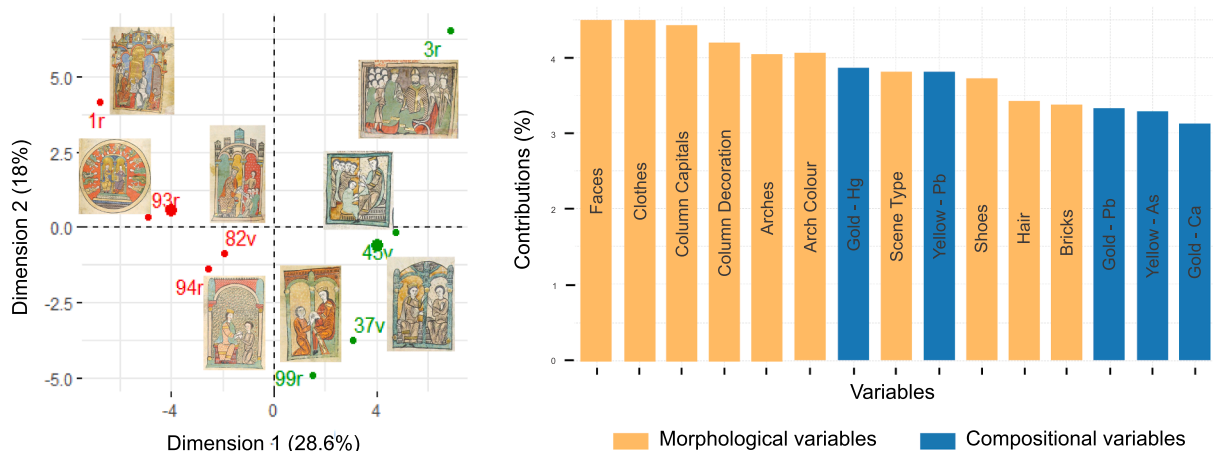 3r
5.0
1r
2.5
93r
0.0
82v
45v
94r
-2.5
37v
-5.0
99r
-4
0
4
Dimension 2 (18%)
Dimension 1 (28.6%)
Contributions (%)
4
3
2
1
0
Faces
Clothes
Column Capitals
Column Decoration
Arches
Arch Colour
Gold - Hg
Scene Type
Yellow - Pb
Shoes
Hair
Bricks
Gold - Pb
Yellow - As
Gold - Ca
Variables
Morphological variables
Compositional variables